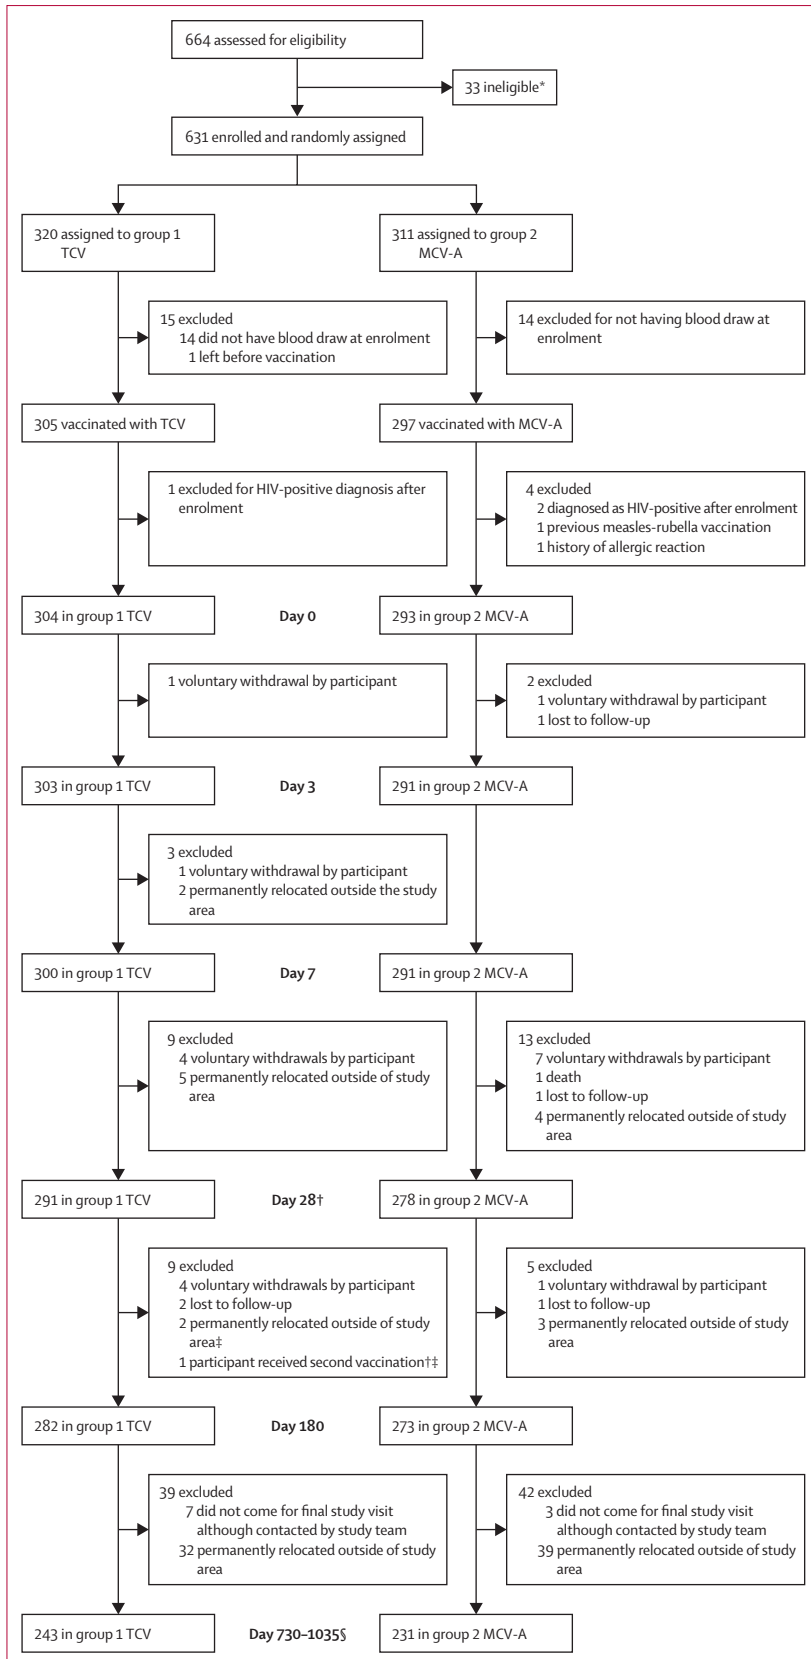 664 assessed for eligibility
33 ineligible*
631 enrolled and randomly assigned
320 assigned to group 1
TCV
311 assigned to group 2
MCV-A
15 excluded
14 did not have blood draw at enrolment
1 left before vaccination
14 excluded for not having blood draw at
enrolment
305 vaccinated with TCV
297 vaccinated with MCV-A
1 excluded for HIV-positive diagnosis after
enrolment
4 excluded
2 diagnosed as HIV-positive after enrolment
1 previous measles-rubella vaccination
1 history of allergic reaction
304 in group 1 TCV
Day 0
293 in group 2 MCV-A
1 voluntary withdrawal by participant
2 excluded
1 voluntary withdrawal by participant
1 lost to follow-up
303 in group 1 TCV
Day 3
291 in group 2 MCV-A
3 excluded
1 voluntary withdrawal by participant
2 permanently relocated outside the study
area
300 in group 1 TCV
Day 7
291 in group 2 MCV-A
9 excluded
4 voluntary withdrawals by participant
5 permanently relocated outside of study
area
13 excluded
7 voluntary withdrawals by participant
1 death
1 lost to follow-up
4 permanently relocated outside of study
area
291 in group 1 TCV
Day 28†
278 in group 2 MCV-A
9 excluded
4 voluntary withdrawals by participant
2 lost to follow-up
2 permanently relocated outside of study
area‡
1 participant received second vaccination†‡
5 excluded
1 voluntary withdrawal by participant
1 lost to follow-up
3 permanently relocated outside of study
area
282 in group 1 TCV
Day 180
273 in group 2 MCV-A
39 excluded
7 did not come for final study visit
although contacted by study team
32 permanently relocated outside of study
area
42 excluded
3 did not come for final study visit
although contacted by study team
39 permanently relocated outside of study
area
243 in group 1 TCV
Day 730–1035§
231 in group 2 MCV-A